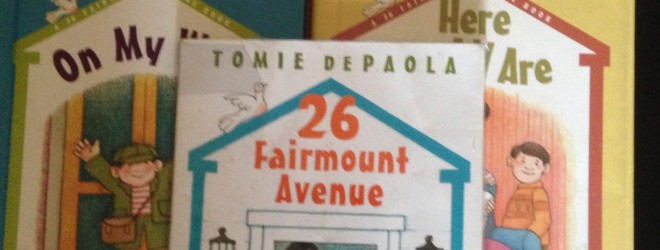 On My
Here
Are
TOMIE DEPAOLA
26
Fairmount
Avenue